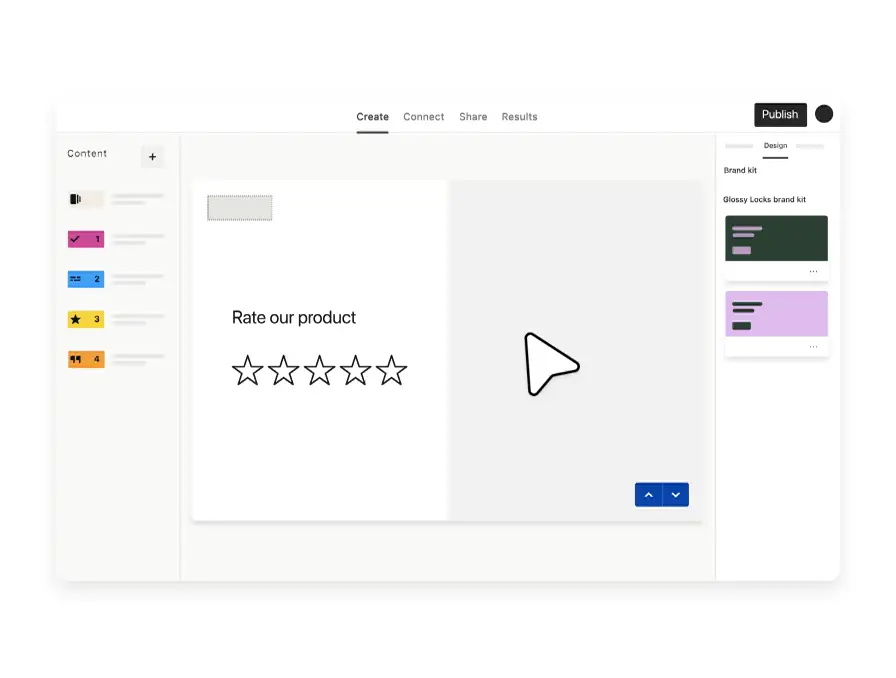 Create Connect Share Results
Publish
Content
+
1
2
3
4
Rate our product
Design
Brand kit
Glossy Locks brand kit
...
...